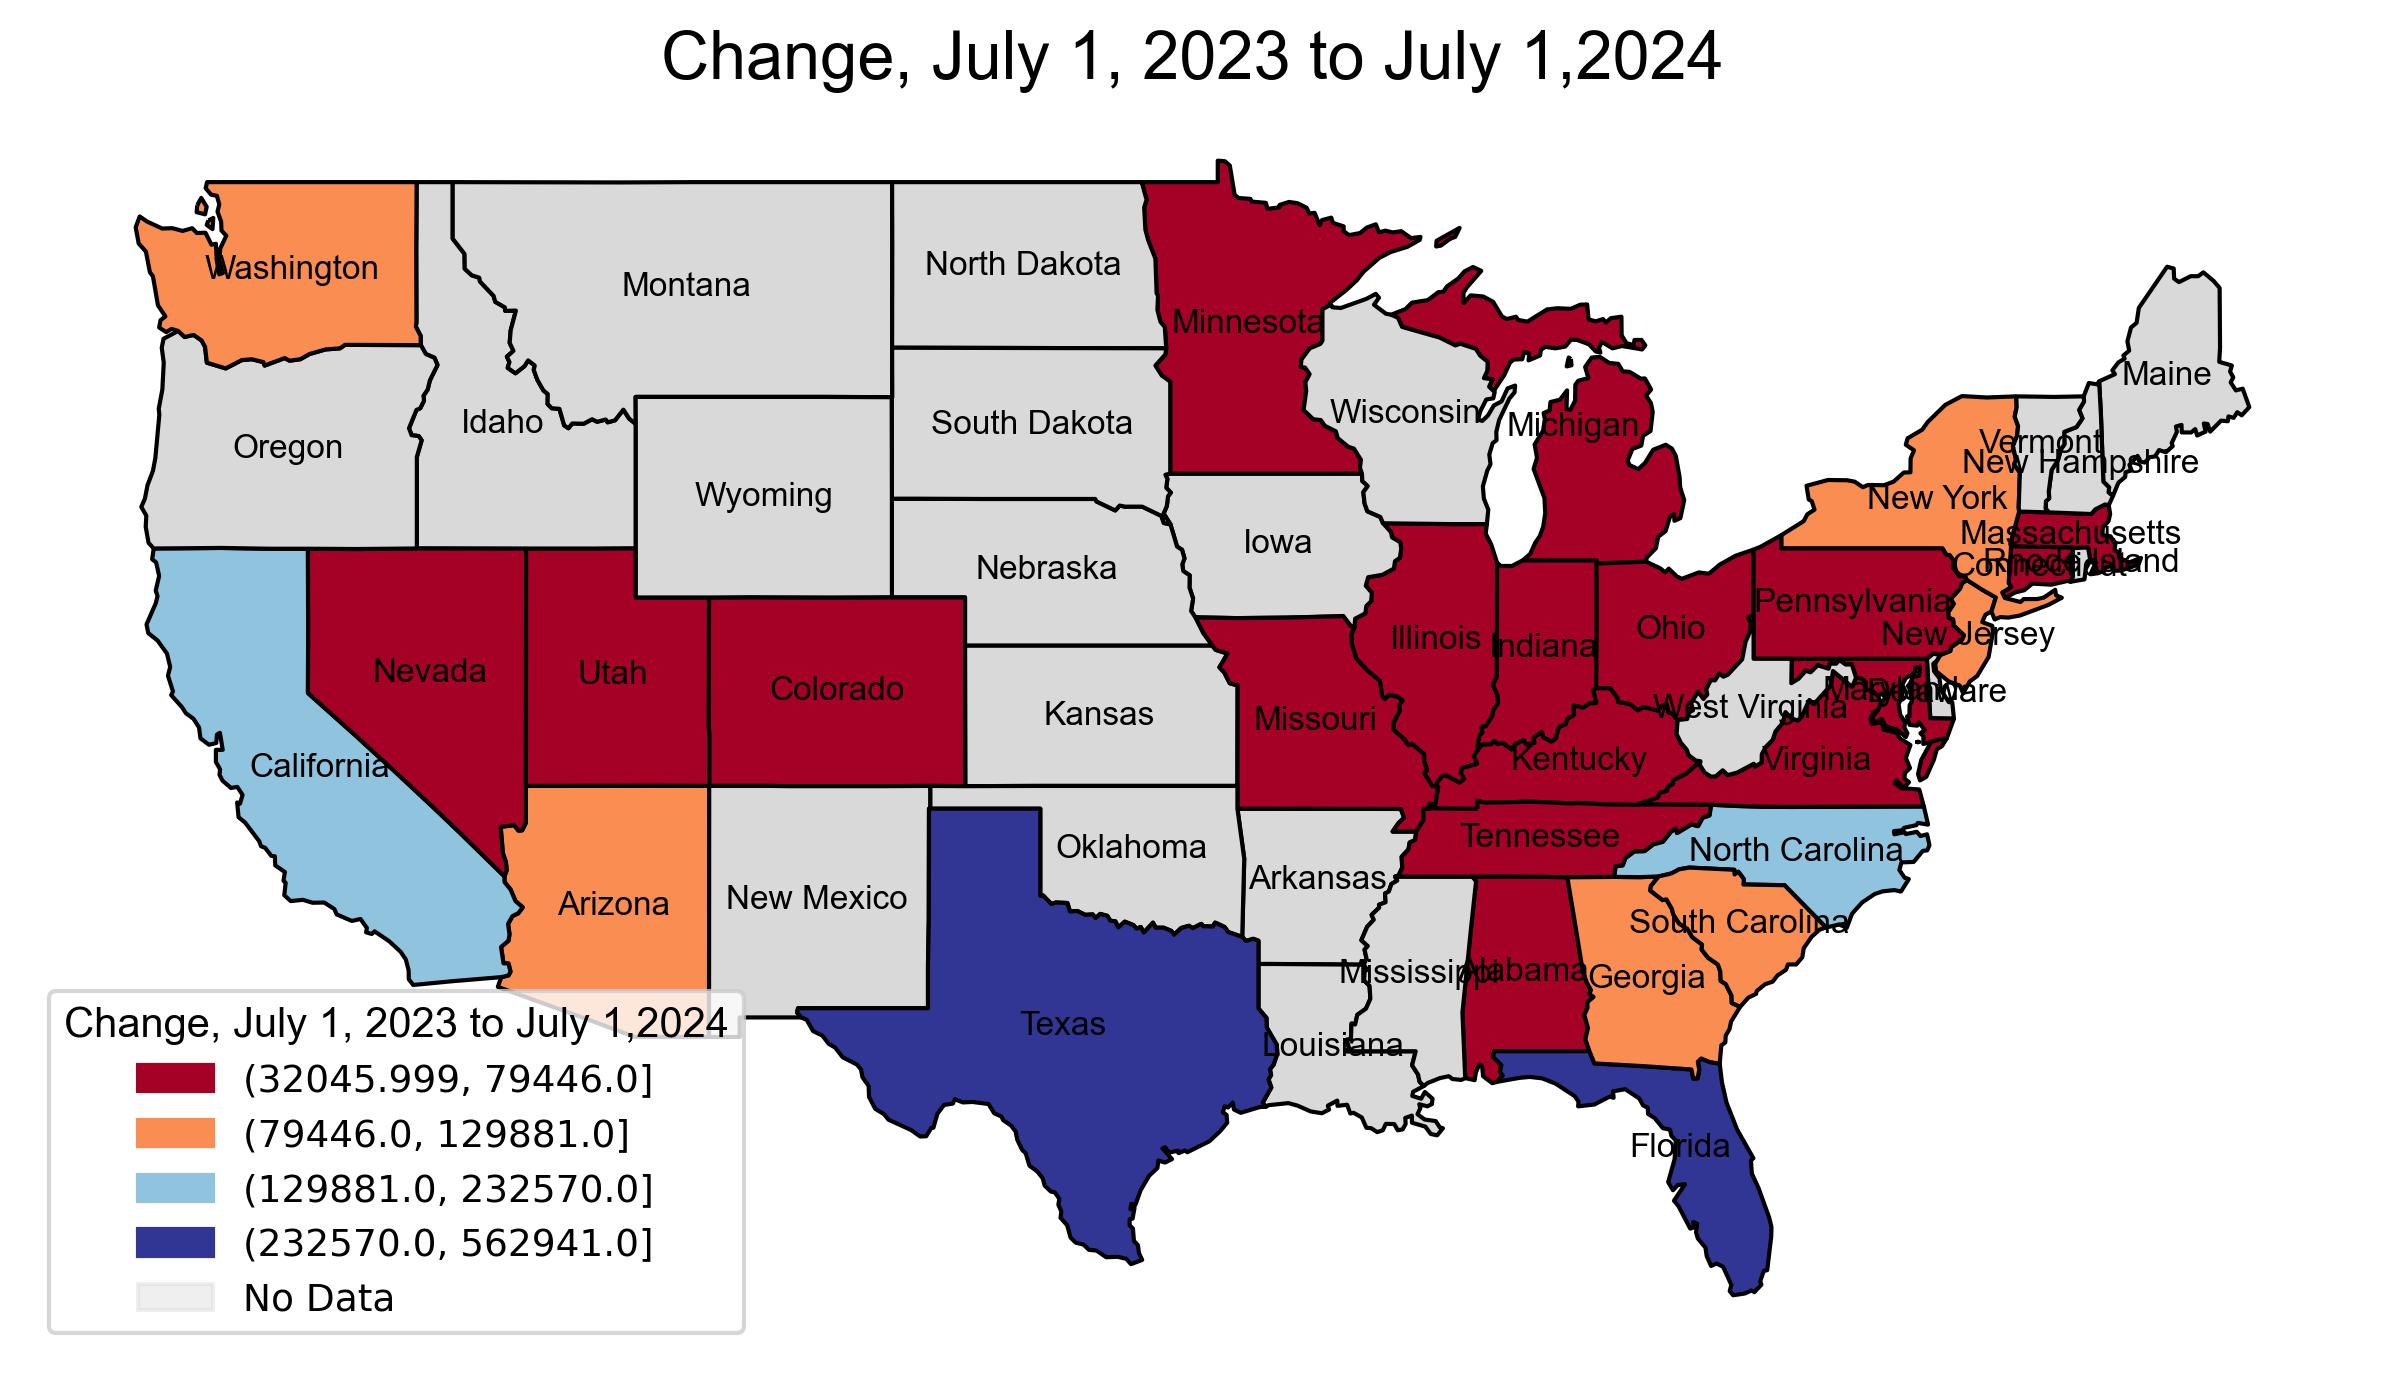 Change, July 1, 2023 to July 1,2024
Washington
Montana
North Dakota
Minnesota
Maine
Oregon
Idaho
South Dakota
Wisconsin
Michigan
Vermont
New Hampshire
Wyoming
New York
Massachusetts
Iowa
Nebraska
Rhode Island
Connecticut
Pennsylvania
New Jersey
Nevada
Utah
Colorado
Kansas
Missouri
Illinois
Indiana
Ohio
West Virginia
Maryland
Delaware
Kentucky
Virginia
California
Tennessee
North Carolina
Oklahoma
Arkansas
Arizona
New Mexico
South Carolina
Mississippi
Alabama
Georgia
Texas
Louisiana
Florida
Change, July 1, 2023 to July 1,2024
(32045.999, 79446.0]
(79446.0, 129881.0]
(129881.0, 232570.0]
(232570.0, 562941.0]
No Data